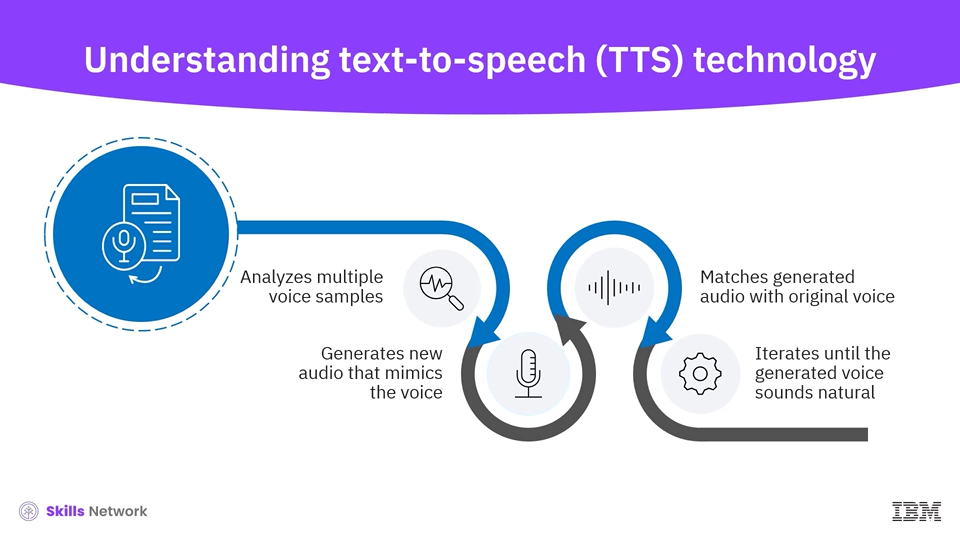 Understanding text-to-speech (TTS) technology
Analyzes multiple
voice samples
Generates new
audio that mimics
the voice
Matches generated
audio with original voice
Iterates until the
generated voice
sounds natural
Skills Network
IBM